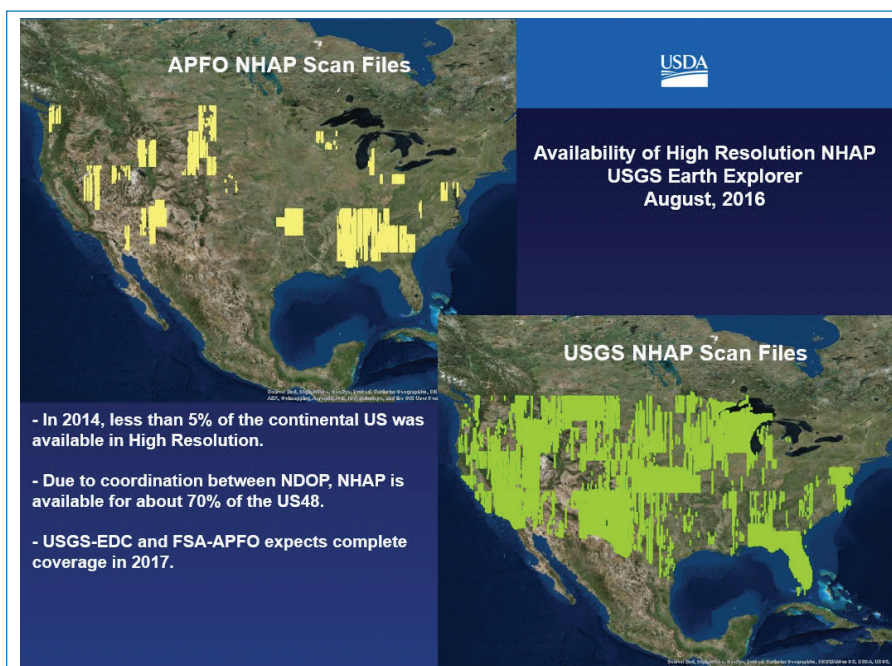 APFO NHAP Scan Files
USDA
Availability of High Resolution NHAP
USGS Earth Explorer
August, 2016
USGS NHAP Scan Files
- In 2014, less than 5% of the continental US was
available in High Resolution.
- Due to coordination between NDOP, NHAP is
available for about 70% of the US48.
- USGS-EDC and FSA-APFO expects complete
coverage in 2017.